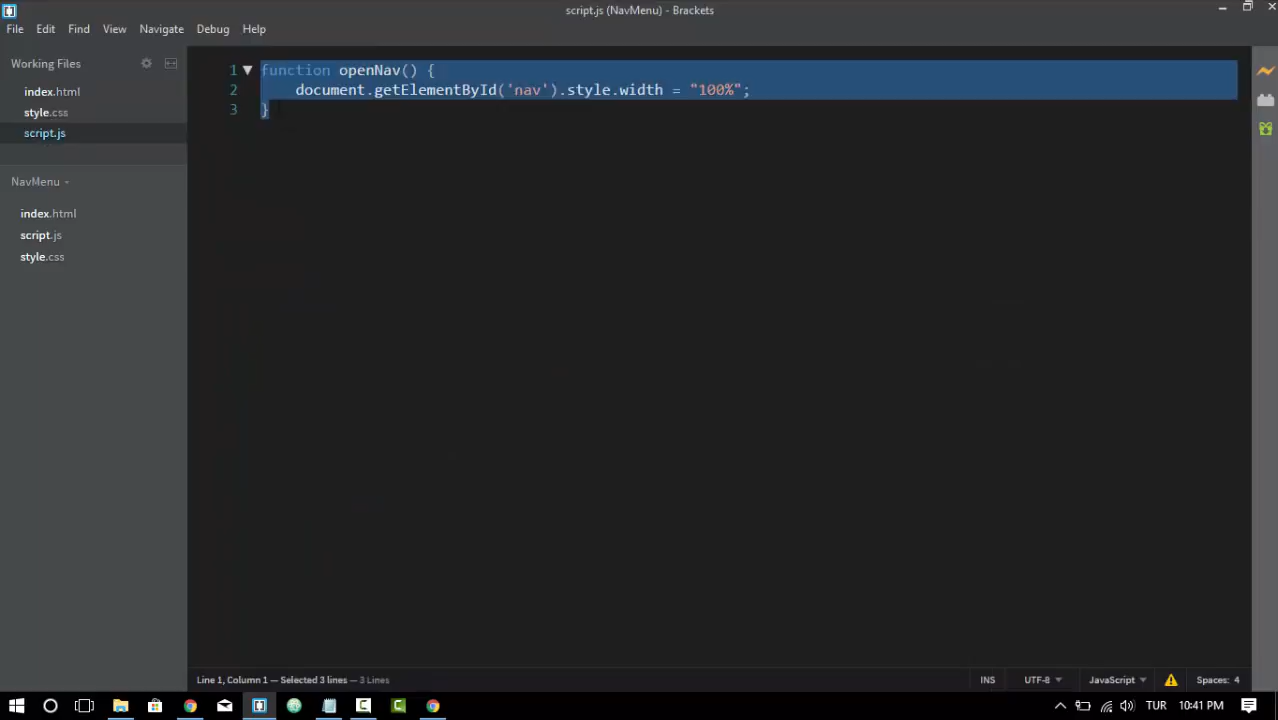 script.js (NavMenu) - Brackets
File Edit Find View Navigate Debug Help
Working Files
index.html
style.css
script.js
NavMenu
index.html
script.js
style.css
1 function openNav() {
2 document.getElementById('nav').style.width = "100%";
3 }
Line 1, Column 1 — Selected 3 lines — 3 Lines
INS UTF-8 JavaScript Spaces: 4
TUR 10:41 PM